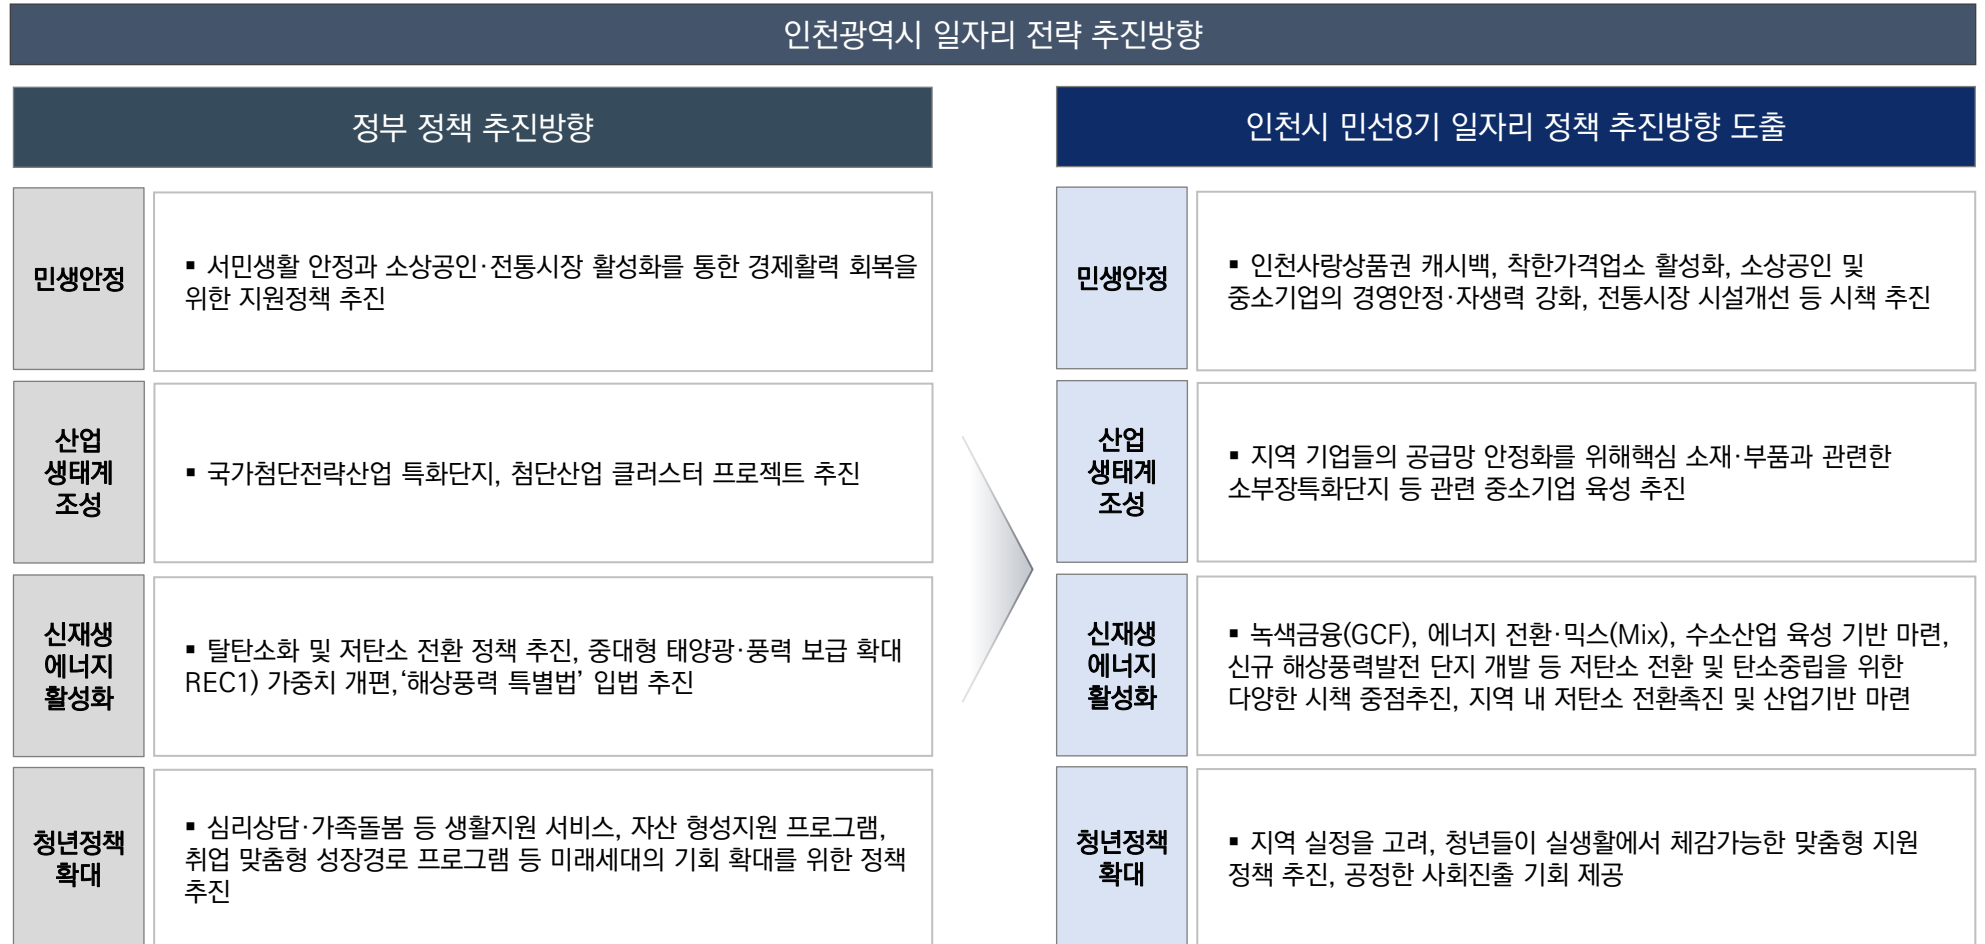 인천광역시 일자리 전략 추진방향
정부 정책 추진방향
민생안정
▪ 서민생활 안정과 소상공인·전통시장 활성화를 통한 경제활력 회복을
위한 지원정책 추진
산업
생태계
조성
▪ 국가첨단전략산업 특화단지, 첨단산업 클러스터 프로젝트 추진
신재생
에너지
활성화
▪ 탈탄소화 및 저탄소 전환 정책 추진, 중대형 태양광·풍력 보급 확대
REC1) 가중치 개편,‘해상풍력 특별법’ 입법 추진
청년정책
확대
▪ 심리상담·가족돌봄 등 생활지원 서비스, 자산 형성지원 프로그램,
취업 맞춤형 성장경로 프로그램 등 미래세대의 기회 확대를 위한 정책
추진
인천시 민선8기 일자리 정책 추진방향 도출
민생안정
▪ 인천사랑상품권 캐시백, 착한가격업소 활성화, 소상공인 및
중소기업의 경영안정·자생력 강화, 전통시장 시설개선 등 시책 추진
산업
생태계
조성
▪ 지역 기업들의 공급망 안정화를 위해핵심 소재·부품과 관련한
소부장특화단지 등 관련 중소기업 육성 추진
신재생
에너지
활성화
▪ 녹색금융(GCF), 에너지 전환·믹스(Mix), 수소산업 육성 기반 마련,
신규 해상풍력발전 단지 개발 등 저탄소 전환 및 탄소중립을 위한
다양한 시책 중점추진, 지역 내 저탄소 전환촉진 및 산업기반 마련
청년정책
확대
▪ 지역 실정을 고려, 청년들이 실생활에서 체감가능한 맞춤형 지원
정책 추진, 공정한 사회진출 기회 제공